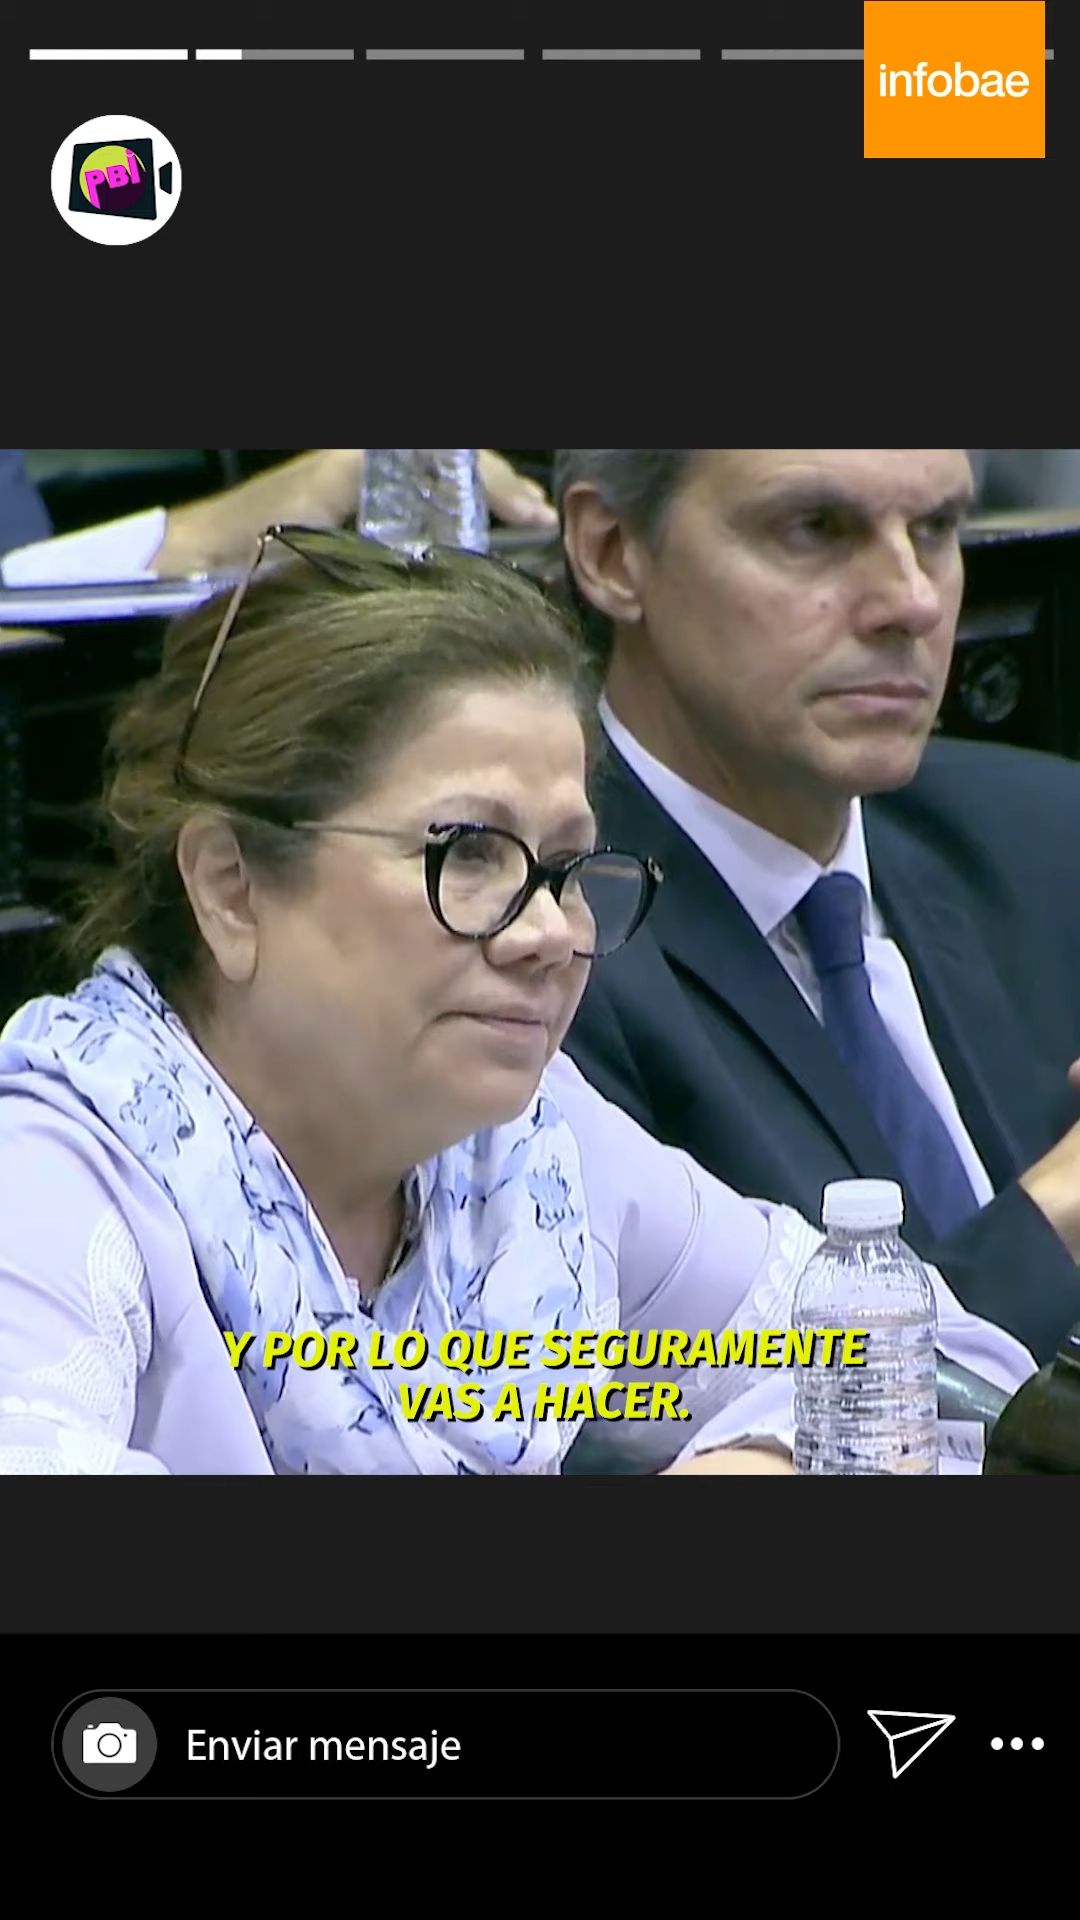 infobae
PBi
Y POR LO QUE SEGURAMENTE
VAS A HACER.
Enviar mensaje